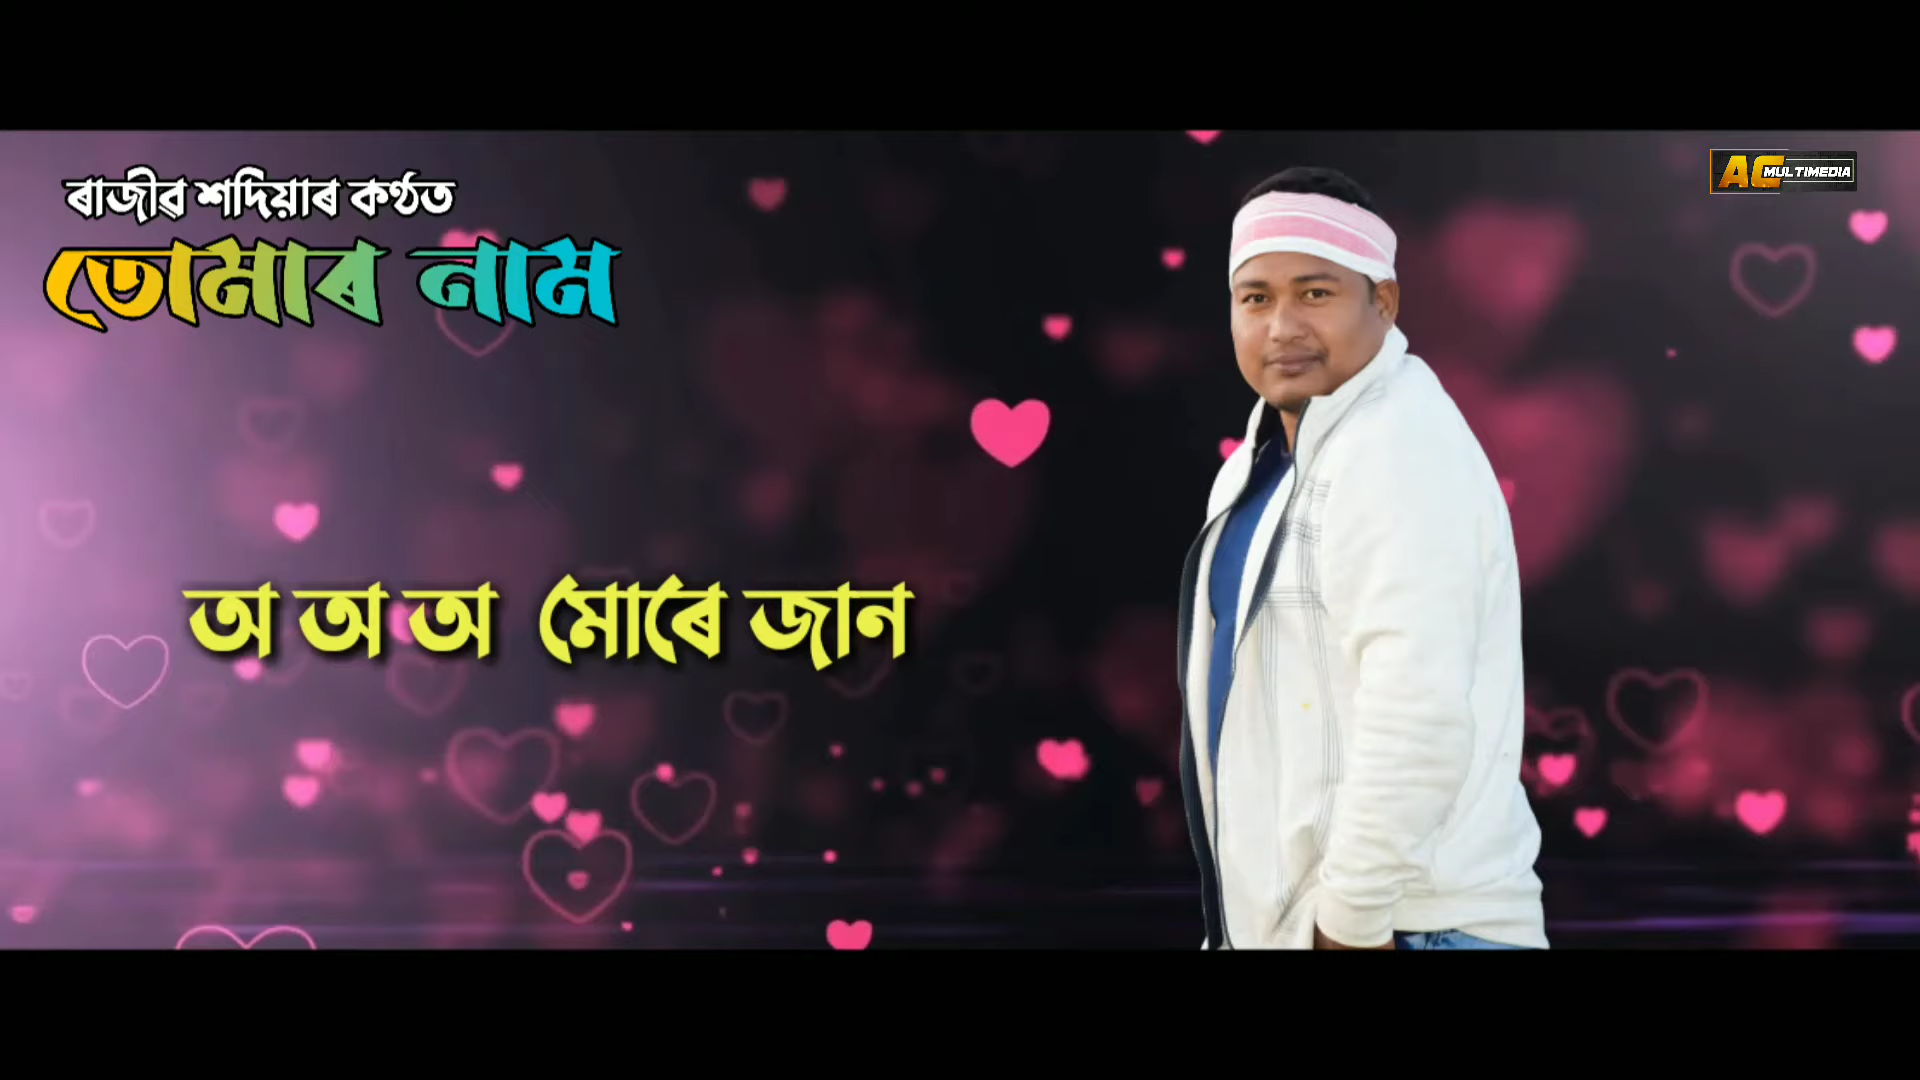 ৰাজীৱ শদিয়াৰ কণ্ঠত
তোমাৰ নাম
AC MULTIMEDIA
অ অ অ মোৰে জান